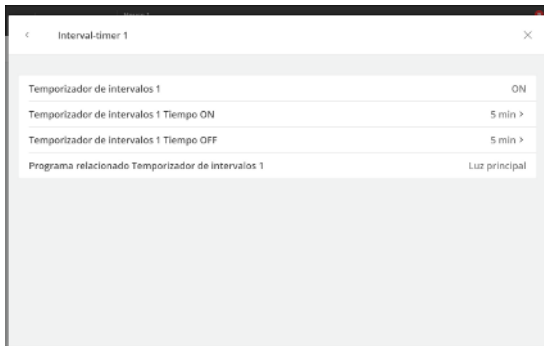 Interval-timer 1
Temporizador de intervalos 1 ON
Temporizador de intervalos 1 Tiempo ON 5 min >
Temporizador de intervalos 1 Tiempo OFF 5 min >
Programa relacionado Temporizador de intervalos 1 Luz principal